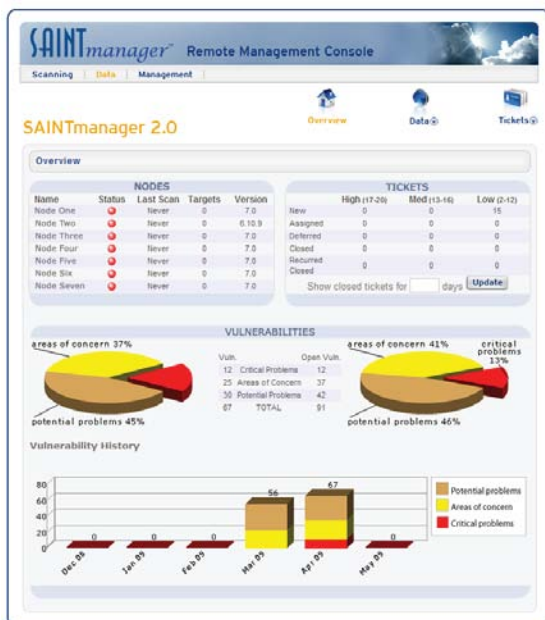 SAINTmanager™ Remote Management Console
Scanning | Data | Management
Overview Data Tickets
SAINTmanager 2.0
Overview
NODES
Name Status Last Scan Targets Version
Node One Never 0 7.0
Node Two Never 0 6.10.9
Node Three Never 0 7.0
Node Four Never 0 7.0
Node Five Never 0 7.0
Node Six Never 0 7.0
Node Seven Never 0 7.0
TICKETS
High (17-20) Med (13-16) Low (2-12)
New 0 0 15
Assigned 0 0 0
Deferred 0 0 0
Closed 0 0 0
Recurred Closed 0 0 0
Show closed tickets for days Update
VULNERABILITIES
areas of concern 37%
potential problems 45%
Vuln. Open Vuln.
12 Critical Problems 12
25 Areas of Concern 37
30 Potential Problems 42
67 TOTAL 91
areas of concern 41%
critical problems 13%
potential problems 46%
Vulnerability History
80
60
40
20
0
0 0 0 56 67 0
Dec 08 Jan 09 Feb 09 Mar 09 Apr 09 May 09
Potential problems
Areas of concern
Critical problems